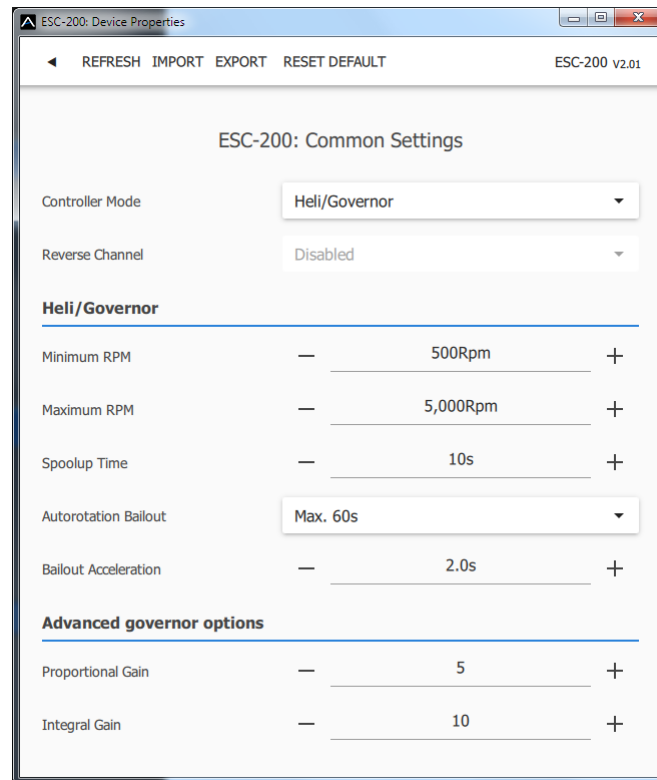 ESC-200: Device Properties
REFRESH IMPORT EXPORT RESET DEFAULT ESC-200 V2.01
ESC-200: Common Settings
Controller Mode Heli/Governor
Reverse Channel Disabled
Heli/Governor
Minimum RPM — 500Rpm +
Maximum RPM — 5,000Rpm +
Spoolup Time — 10s +
Autorotation Bailout Max. 60s
Bailout Acceleration — 2.0s +
Advanced governor options
Proportional Gain — 5 +
Integral Gain — 10 +